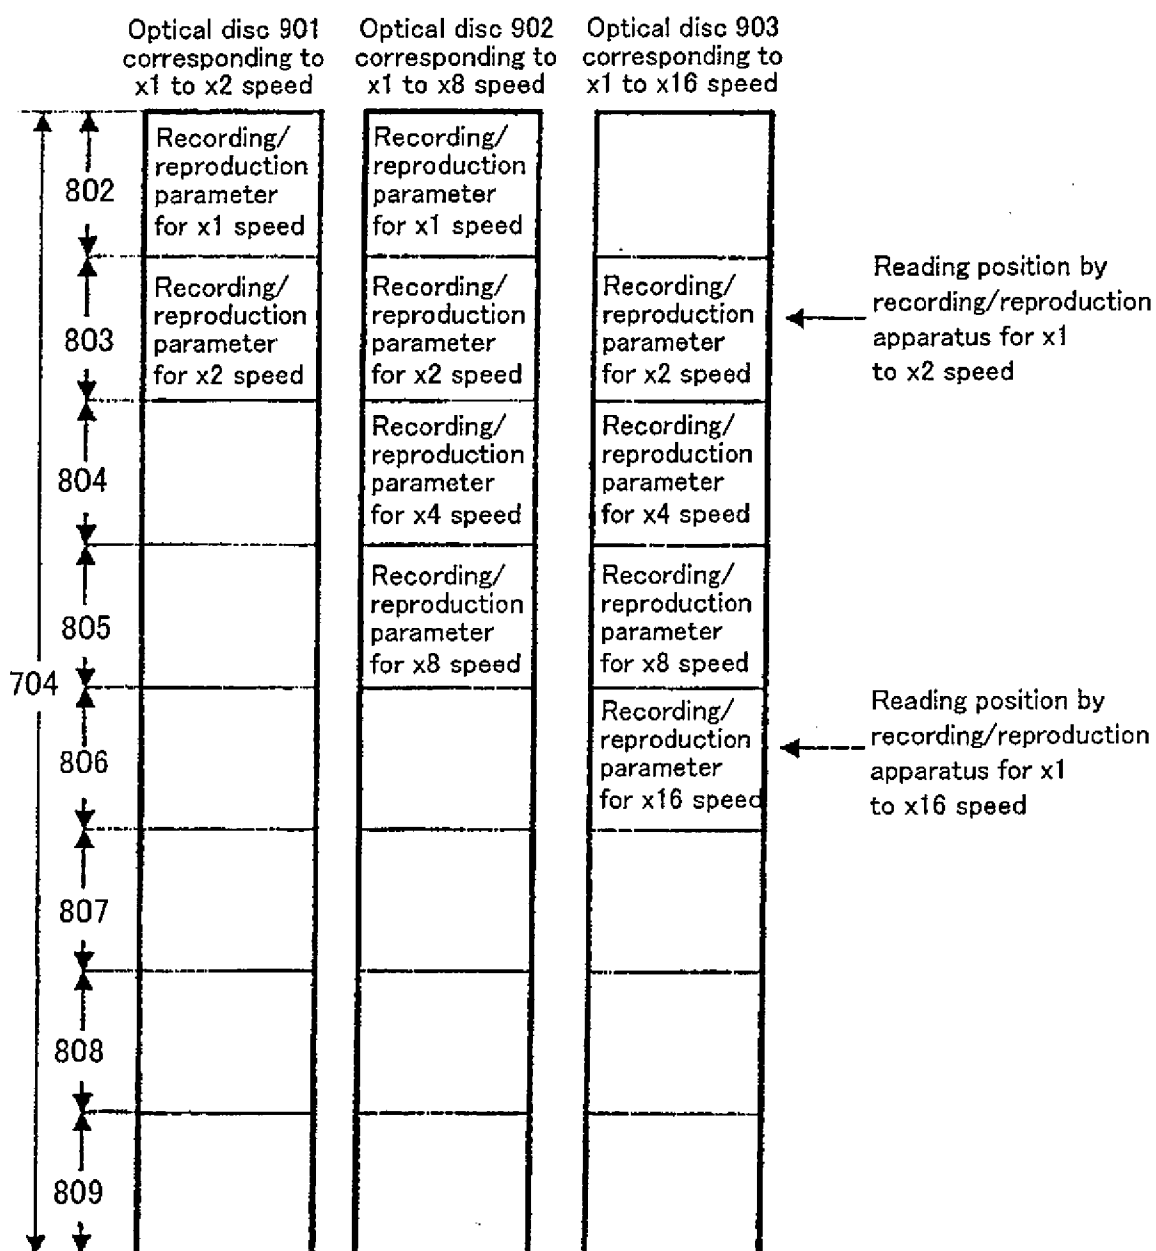 Optical disc 901
corresponding to
x1 to x2 speed
Optical disc 902
corresponding to
x1 to x8 speed
Optical disc 903
corresponding to
x1 to x16 speed
704
802
803
804
805
806
807
808
809
Recording/
reproduction
parameter
for x1 speed
Recording/
reproduction
parameter
for x2 speed
Recording/
reproduction
parameter
for x1 speed
Recording/
reproduction
parameter
for x2 speed
Recording/
reproduction
parameter
for x4 speed
Recording/
reproduction
parameter
for x8 speed
Recording/
reproduction
parameter
for x2 speed
Recording/
reproduction
parameter
for x4 speed
Recording/
reproduction
parameter
for x8 speed
Recording/
reproduction
parameter
for x16 speed
Reading position by
recording/reproduction
apparatus for x1
to x2 speed
Reading position by
recording/reproduction
apparatus for x1
to x16 speed